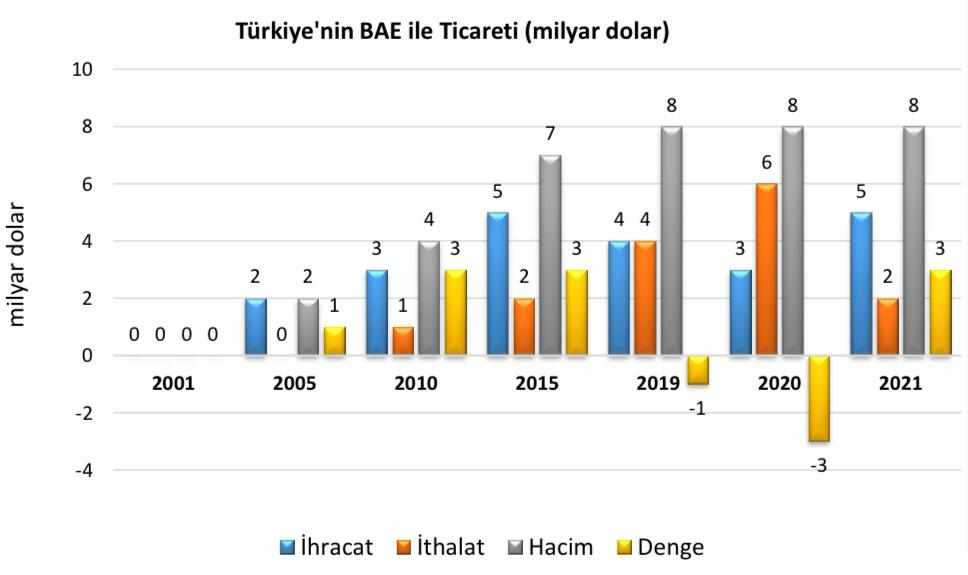 Türkiye'nin BAE ile Ticareti (milyar dolar)
milyar dolar
10
8
6
4
2
0
-2
-4
0 0 0 0
2 0 2 1
3 1 4 3
5 2 7 3
4 4 8 -1
3 6 8 -3
5 2 8 3
2001 2005 2010 2015 2019 2020 2021
İhracat İthalat Hacim Denge